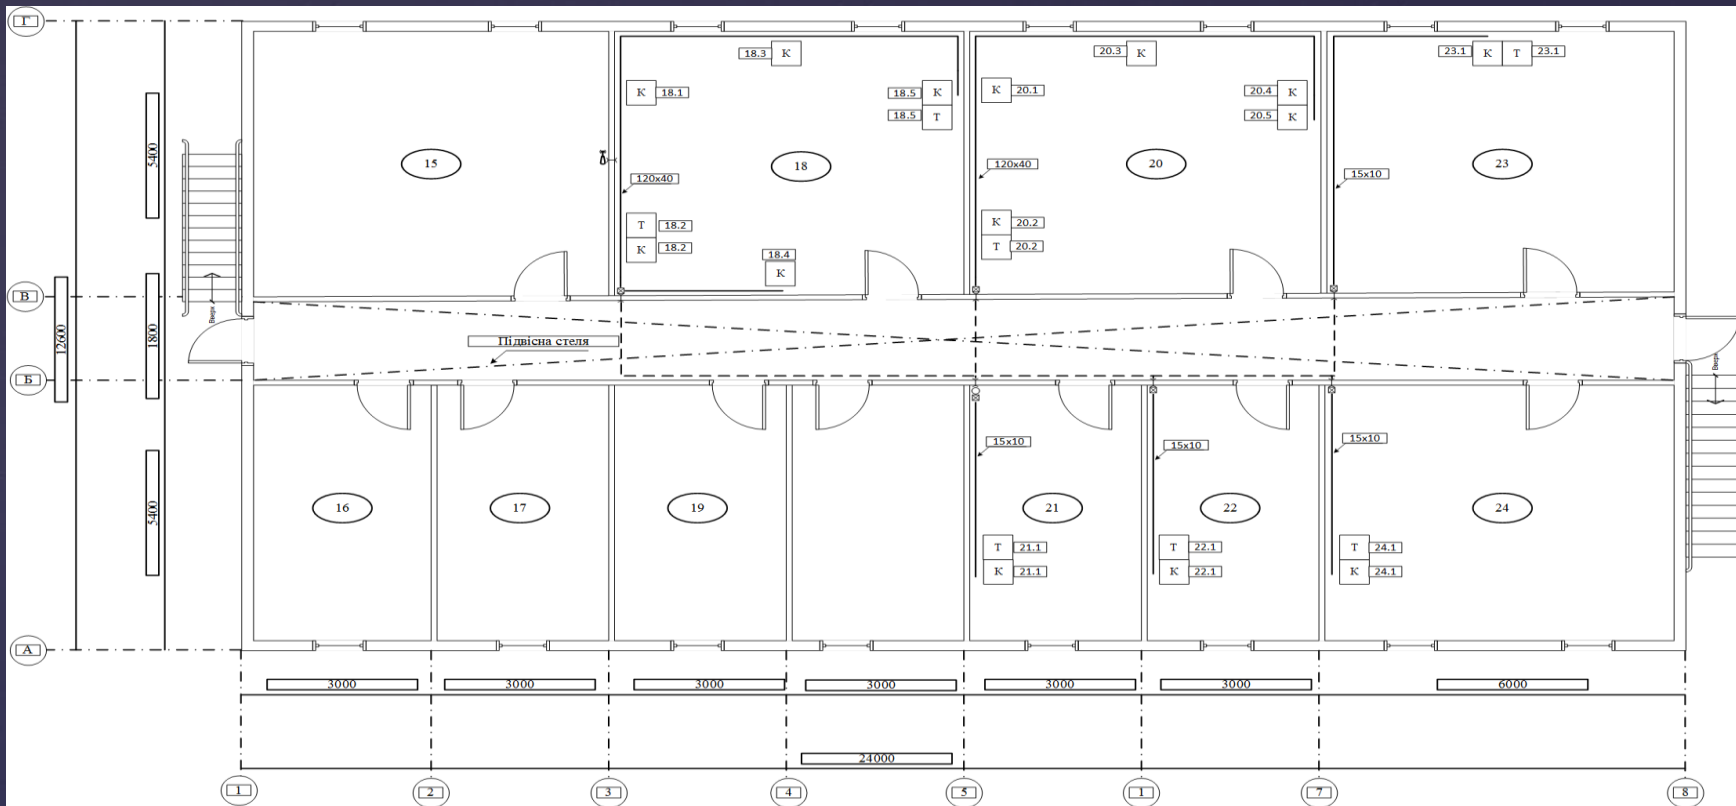 Г
18.3 К
20.3 К
23.1 К Т 23.1
К 18.1
18.5 К
18.5 Т
К 20.1
20.4 К
20.5 К
5400
15
18
20
23
120x40
120x40
15x10
Т 18.2
К 18.2
К 20.2
Т 20.2
18.4
К
В
Вверх
12600
1800
Підвісна стеля
Вверх
Б
15x10
15x10
15x10
5400
16
17
19
21
22
24
Т 21.1
К 21.1
Т 22.1
К 22.1
Т 24.1
К 24.1
А
3000
3000
3000
3000
3000
3000
6000
24000
1
2
3
4
5
1
7
8